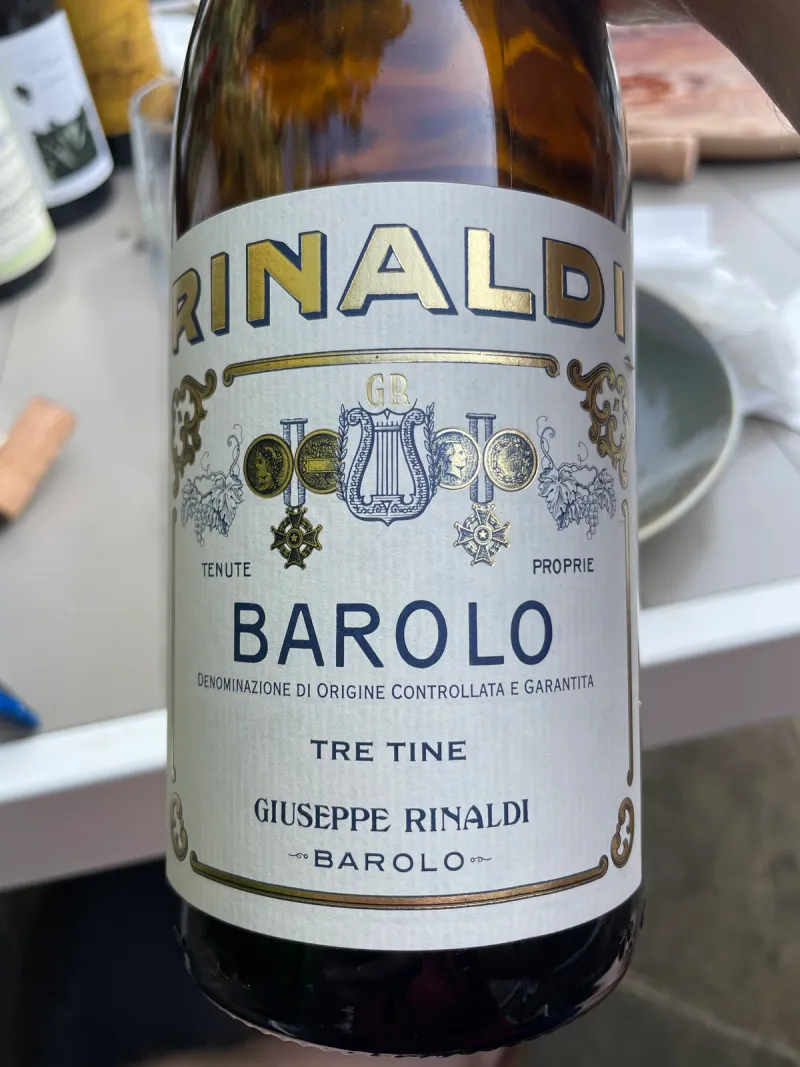 RINALDI
GR
TENUTE PROPRIE
BAROLO
DENOMINAZIONE DI ORIGINE CONTROLLATA E GARANTITA
TRE TINE
GIUSEPPE RINALDI
BAROLO